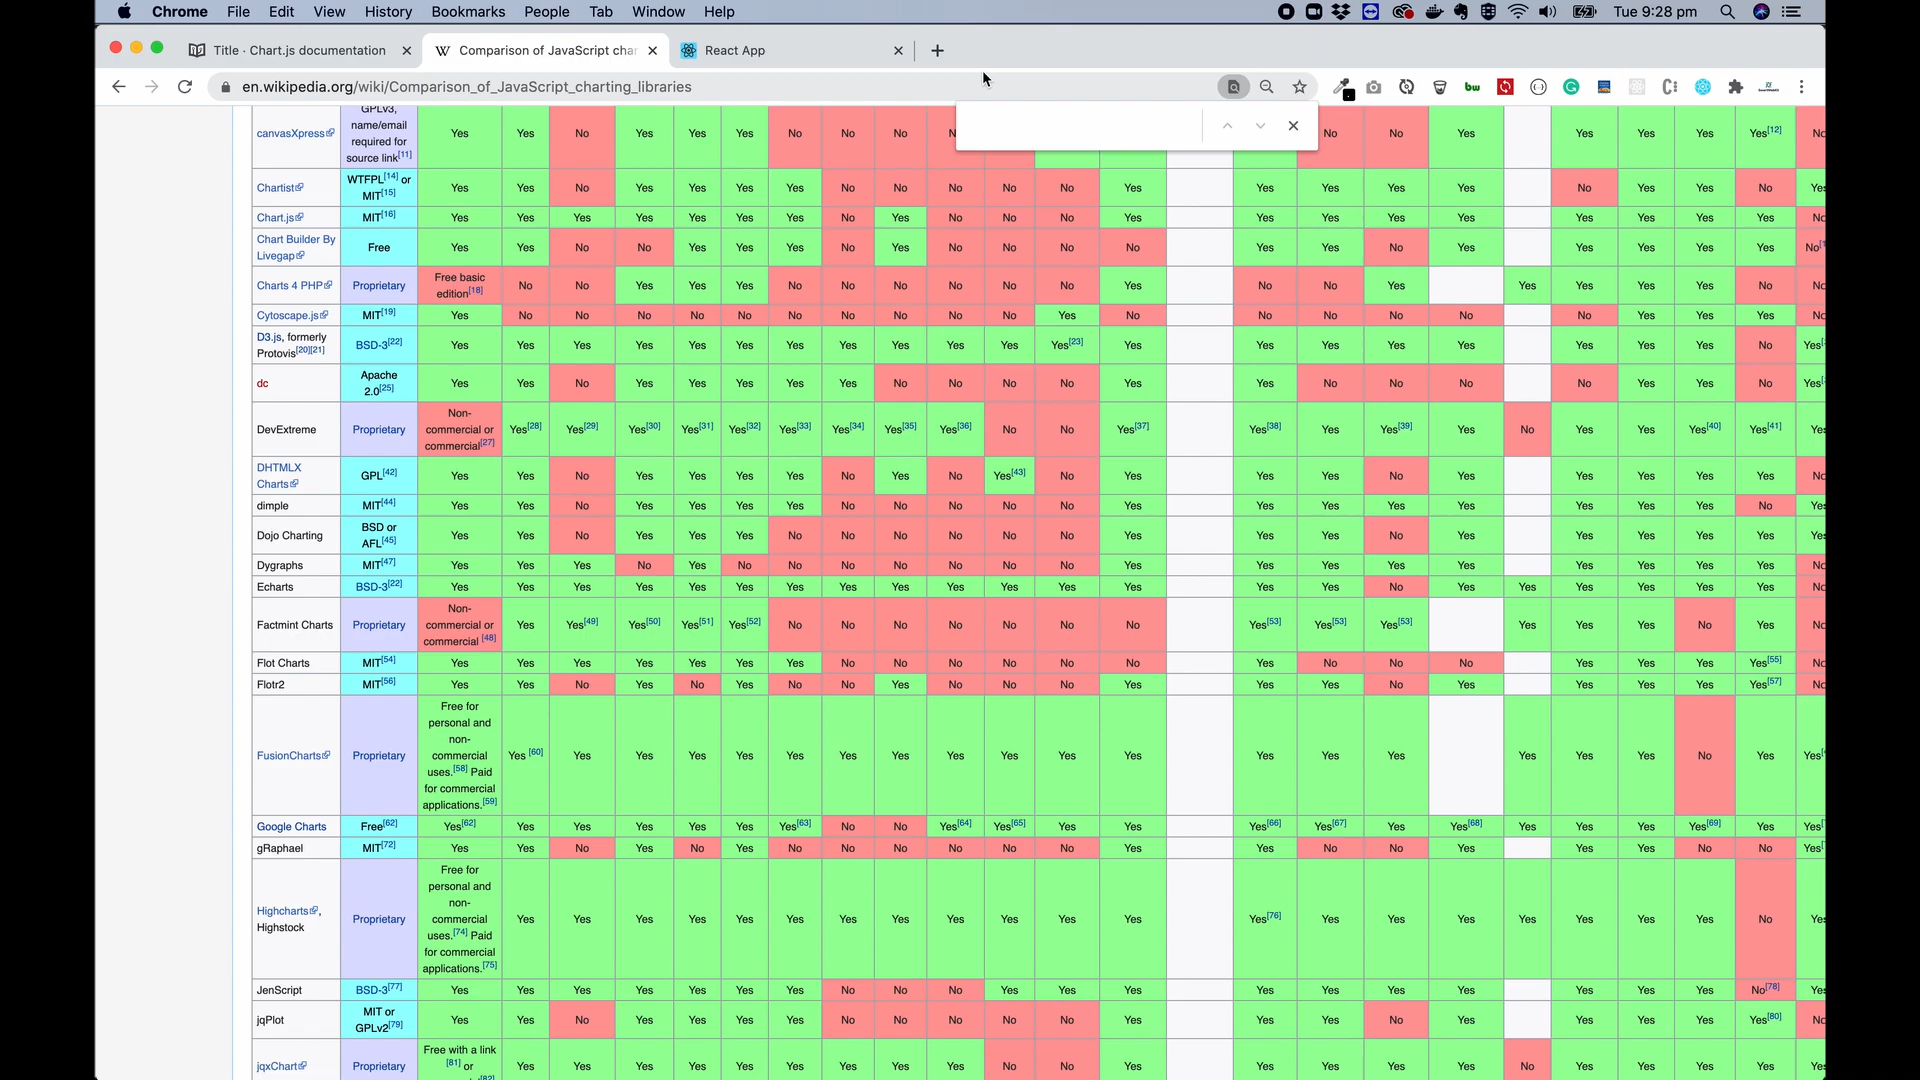 Chrome File Edit View History Bookmarks People Tab Window Help Tue 9:28 pm
Title · Chart.js documentation Comparison of JavaScript char React App
en.wikipedia.org/wiki/Comparison_of_JavaScript_charting_libraries
canvasXpress GPLv3, name/email required for source link[11] Yes Yes No Yes Yes Yes No No No No No Yes Yes Yes Yes Yes[12]
Chartist WTFPL[14] or MIT[15] Yes Yes No Yes Yes Yes No No No No No Yes Yes Yes Yes Yes No Yes Yes No Yes
Chart.js MIT[16] Yes Yes Yes Yes Yes Yes No Yes No No No Yes Yes Yes Yes Yes Yes Yes Yes Yes No
Chart Builder By Livegap Free Yes Yes No No Yes Yes No Yes No No No No Yes Yes No Yes Yes Yes Yes Yes No
Charts 4 PHP Proprietary Free basic edition[18] No No Yes Yes Yes No No No No No Yes No No Yes Yes Yes Yes Yes No No
Cytoscape.js MIT[19] Yes No No No No No No No No No Yes No No No No No No Yes Yes Yes No
D3.js, formerly Protovis[20][21] BSD-3[22] Yes Yes Yes Yes Yes Yes Yes Yes Yes Yes Yes[23] Yes Yes Yes Yes Yes Yes Yes Yes No Yes
dc Apache 2.0[25] Yes Yes No Yes Yes Yes Yes No No No No Yes Yes No No No No Yes Yes No Yes
DevExtreme Proprietary Non-commercial or commercial[27] Yes[28] Yes[29] Yes[30] Yes[31] Yes[32] Yes[33] Yes[34] Yes[35] Yes[36] No No Yes[37] Yes[38] Yes Yes[39] Yes No Yes Yes Yes[40] Yes[41] Yes
DHTMLX Charts GPL[42] Yes Yes No Yes Yes Yes No Yes No Yes[43] No Yes Yes Yes No Yes Yes Yes Yes Yes No
dimple MIT[44] Yes Yes No Yes Yes Yes No No No No No Yes Yes Yes Yes Yes Yes Yes Yes No Yes
Dojo Charting BSD or AFL[45] Yes Yes No Yes Yes Yes No No No No No No Yes Yes Yes No Yes Yes Yes Yes Yes Yes
Dygraphs MIT[47] Yes Yes Yes No Yes No No No No No No No Yes Yes Yes Yes Yes Yes Yes Yes Yes No
Echarts BSD-3[22] Yes Yes Yes Yes Yes Yes Yes Yes Yes Yes Yes Yes Yes Yes No Yes Yes Yes Yes Yes Yes Yes
Factmint Charts Proprietary Non-commercial or commercial [48] Yes Yes[49] Yes[50] Yes[51] Yes[52] No No No No No No No Yes[53] Yes[53] Yes[53] Yes Yes Yes No Yes No
Flot Charts MIT[54] Yes Yes Yes Yes Yes Yes Yes No No No No No No Yes No No No Yes Yes Yes Yes[55] No
Flotr2 MIT[56] Yes Yes No Yes No Yes No No Yes No No No Yes Yes Yes No Yes Yes Yes Yes Yes[57] No
FusionCharts Proprietary Free for personal and non-commercial uses.[58] Paid for commercial applications.[59] Yes [60] Yes Yes Yes Yes Yes Yes Yes Yes Yes Yes Yes Yes Yes Yes Yes Yes Yes No Yes Yes
Google Charts Free[62] Yes[62] Yes Yes Yes Yes Yes Yes[63] No No Yes[64] Yes[65] Yes Yes Yes[66] Yes[67] Yes Yes[68] Yes Yes Yes Yes[69] Yes Yes
gRaphael MIT[72] Yes Yes No Yes No Yes No No No No No No Yes Yes No No Yes Yes Yes No No Yes
Highcharts, Highstock Proprietary Free for personal and non-commercial uses.[74] Paid for commercial applications.[75] Yes Yes Yes Yes Yes Yes Yes Yes Yes Yes Yes Yes Yes[76] Yes Yes Yes Yes Yes Yes Yes No Yes
JenScript BSD-3[77] Yes Yes Yes Yes Yes Yes Yes No No No Yes Yes Yes Yes Yes Yes Yes Yes Yes Yes No[78] Yes
jqPlot MIT or GPLv2[79] Yes Yes No Yes Yes Yes Yes No No No No No Yes Yes Yes No Yes Yes Yes Yes Yes[80] No
jqxChart Proprietary Free with a link [81] or Yes Yes Yes Yes Yes Yes Yes Yes Yes No No Yes Yes Yes Yes Yes No Yes Yes Yes Yes Yes